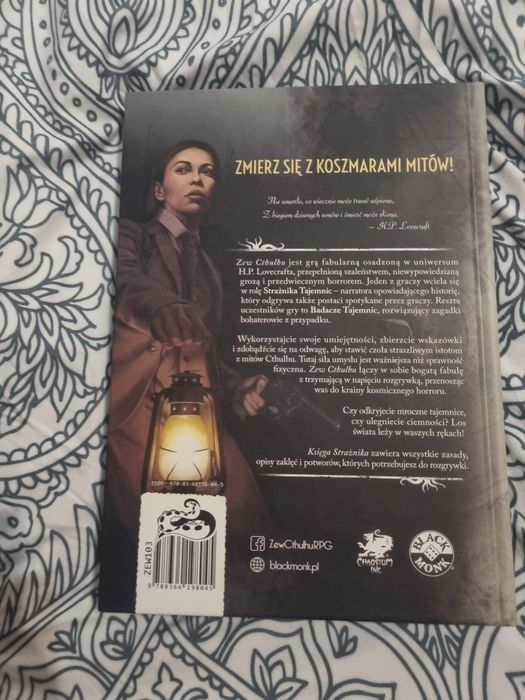 ZMIERZ SIĘ Z KOSZMARAMI MITÓW!
Nie umarło, co wiecznie może trwać uśpione,
Z biegiem dziwnych eonów i śmierć może skona.
– H.P. Lovecraft
Zew Cthulhu jest grą fabularną osadzoną w uniwersum
H.P. Lovecrafta, przepełnioną szaleństwem, niewypowiedzianą
grozą i przedwiecznym horrorem. Jeden z graczy wciela się
w rolę Strażnika Tajemnic – narratora opowiadającego historię,
który odgrywa także postaci spotykane przez graczy. Reszta
uczestników gry to Badacze Tajemnic, rozwiązujący zagadki
bohaterowie z przypadku.
Wykorzystajcie swoje umiejętności, zbierzcie wskazówki
i zdobądźcie się na odwagę, aby stawić czoła straszliwym istotom
z mitów Cthulhu. Tutaj siła umysłu jest ważniejsza niż sprawność
fizyczna. Zew Cthulhu łączy w sobie bogatą fabułę
z trzymającą w napięciu rozgrywką, przenosząc
was do krainy kosmicznego horroru.
Czy odkryjecie mroczne tajemnice,
czy ulegniecie ciemności? Los
świata leży w waszych rękach!
Księga Strażnika zawiera wszystkie zasady,
opisy zaklęć i potworów, których potrzebujesz do rozgrywki.
ZEW103
9 788364 198045
ZewCthulhuRPG
blackmonk.pl
CHAOSIUM
INC.
BLACK
MONK